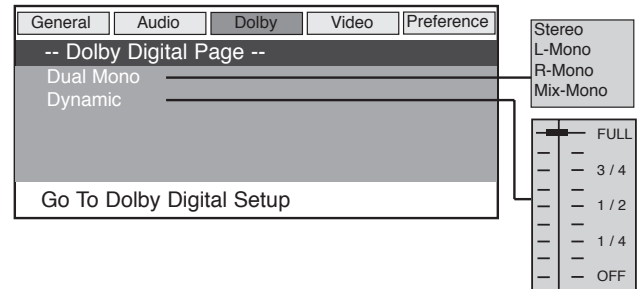 General Audio Dolby Video Preference
-- Dolby Digital Page --
Dual Mono
Dynamic
Go To Dolby Digital Setup
Stereo
L-Mono
R-Mono
Mix-Mono
FULL
3 / 4
1 / 2
1 / 4
OFF